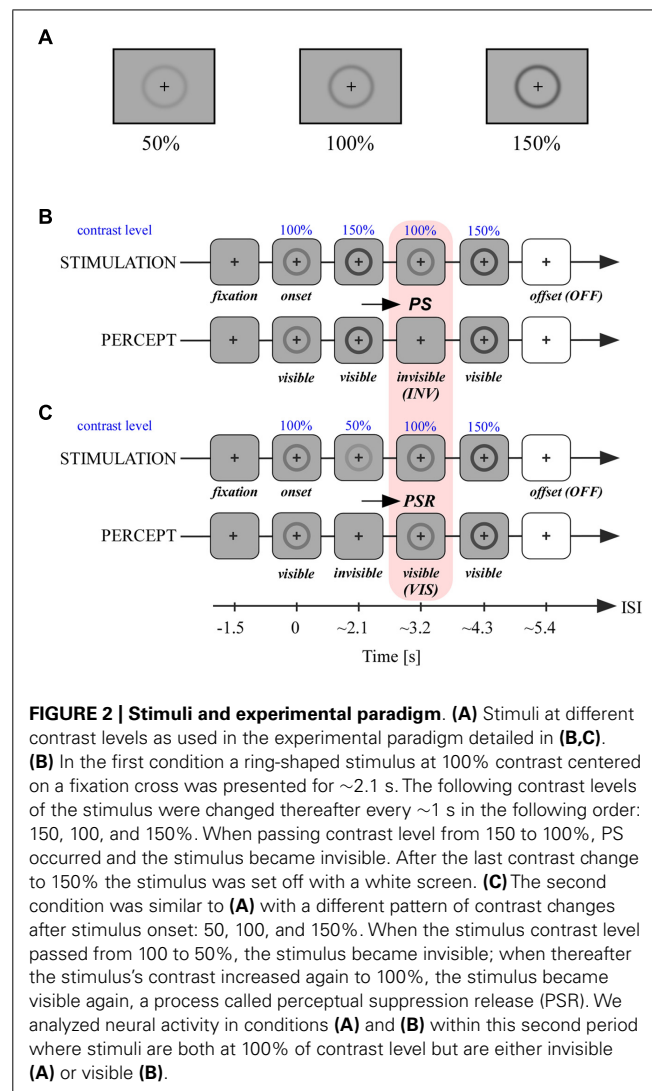 A
50%
100%
150%
B
contrast level
100%
150%
100%
150%
STIMULATION
fixation
onset
offset (OFF)
PS
PERCEPT
visible
visible
invisible
(INV)
visible
C
contrast level
100%
50%
100%
150%
STIMULATION
fixation
onset
offset (OFF)
PSR
PERCEPT
visible
invisible
visible
(VIS)
visible
ISI
-1.5
0
~2.1
~3.2
~4.3
~5.4
Time [s]
FIGURE 2 | Stimuli and experimental paradigm. (A) Stimuli at different
contrast levels as used in the experimental paradigm detailed in (B,C).
(B) In the first condition a ring-shaped stimulus at 100% contrast centered
on a fixation cross was presented for ~2.1 s. The following contrast levels
of the stimulus were changed thereafter every ~1 s in the following order:
150, 100, and 150%. When passing contrast level from 150 to 100%, PS
occurred and the stimulus became invisible. After the last contrast change
to 150% the stimulus was set off with a white screen. (C) The second
condition was similar to (A) with a different pattern of contrast changes
after stimulus onset: 50, 100, and 150%. When the stimulus contrast level
passed from 100 to 50%, the stimulus became invisible; when thereafter
the stimulus's contrast increased again to 100%, the stimulus became
visible again, a process called perceptual suppression release (PSR). We
analyzed neural activity in conditions (A) and (B) within this second period
where stimuli are both at 100% of contrast level but are either invisible
(A) or visible (B).